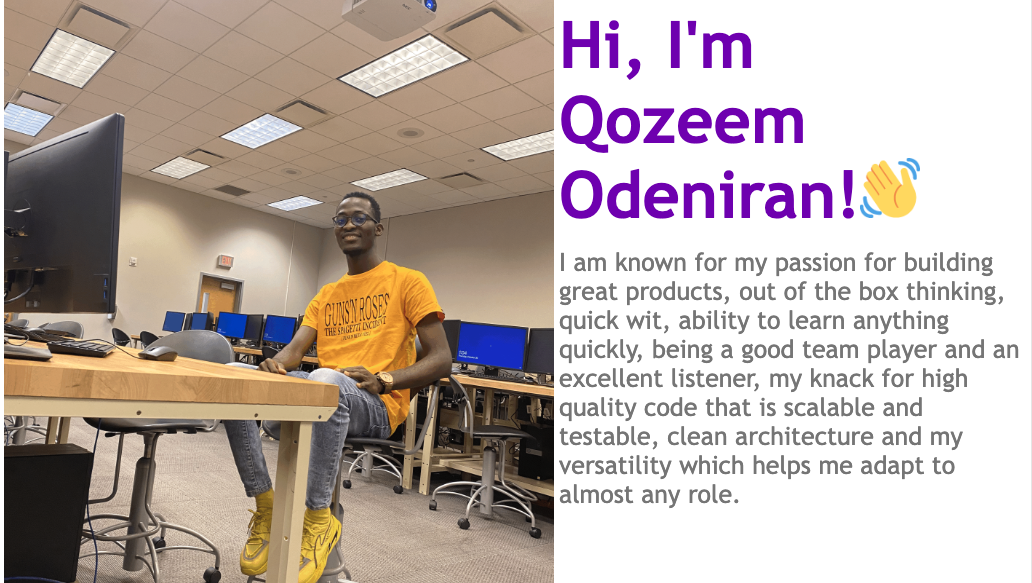 Hi, I'm
Qozeem
Odeniran!👋
I am known for my passion for building
great products, out of the box thinking,
quick wit, ability to learn anything
quickly, being a good team player and an
excellent listener, my knack for high
quality code that is scalable and
testable, clean architecture and my
versatility which helps me adapt to
almost any role.
GUNS N' ROSES
THE SPAGHETTI INCIDENT